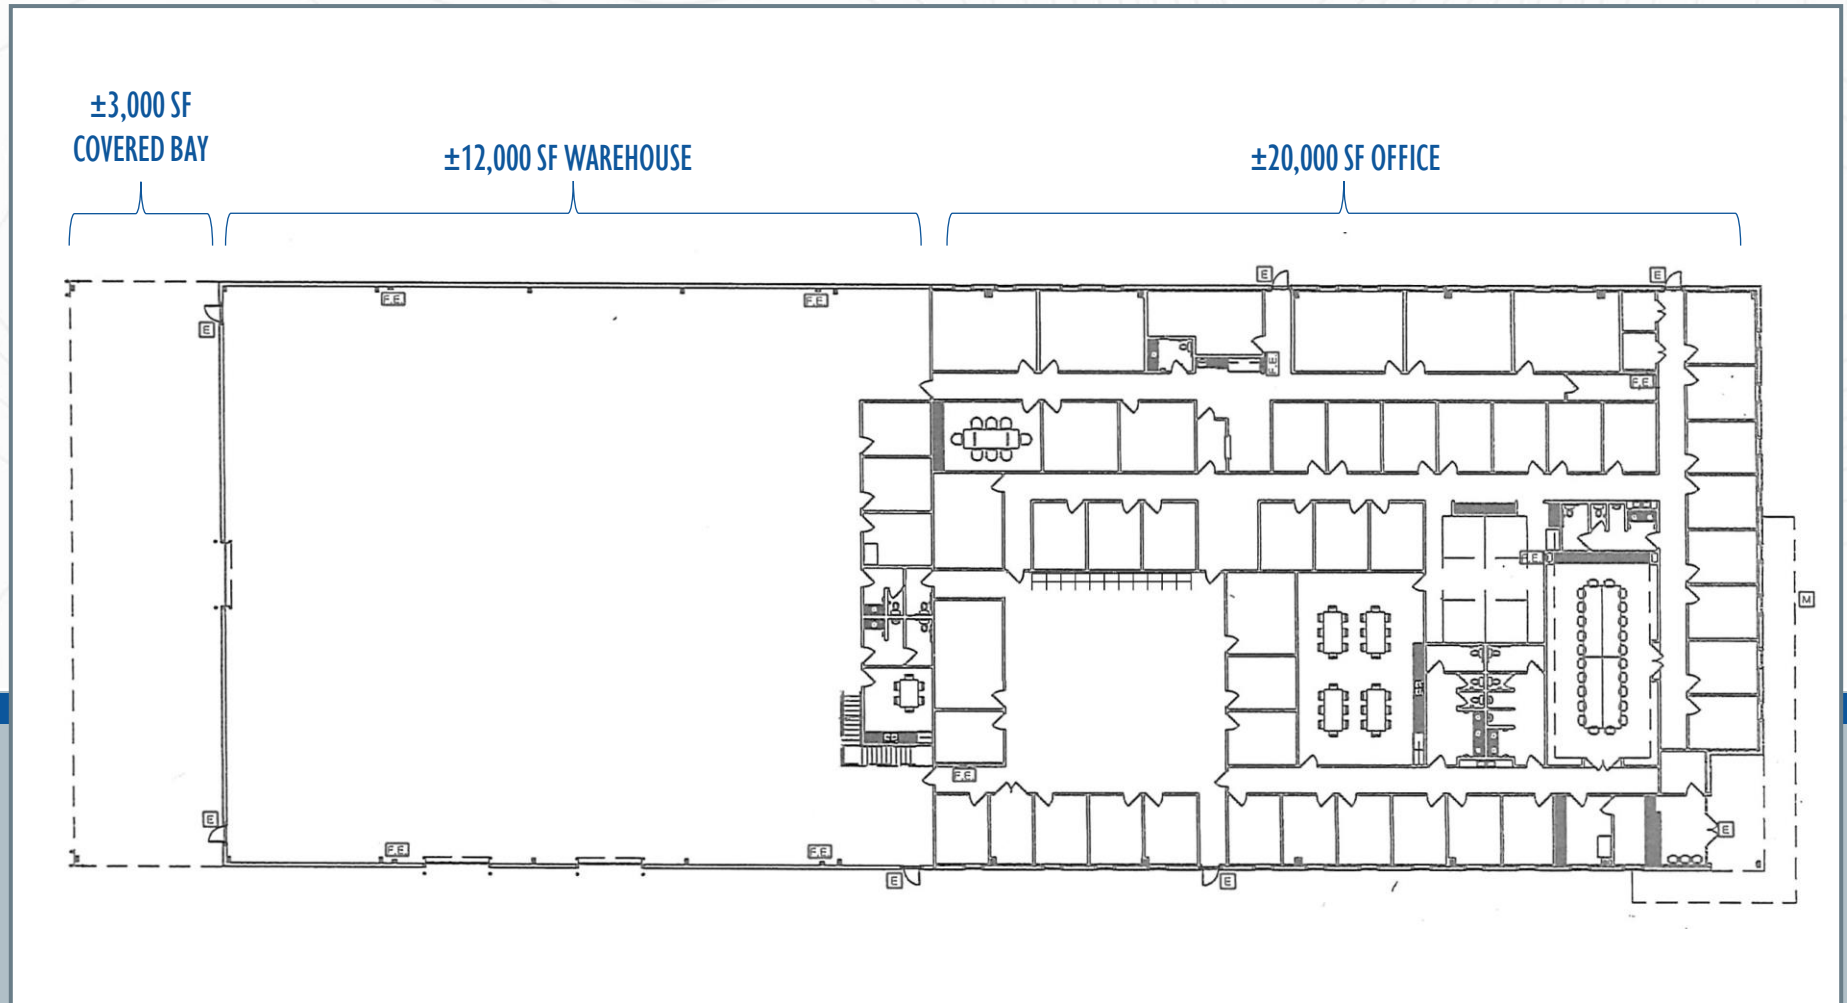 ±3,000 SF
COVERED BAY
±12,000 SF WAREHOUSE
±20,000 SF OFFICE
E
E
F.E.
F.E.
E
F.E.
F.E.
F.E.
M
F.E.
E
F.E.
F.E.
E
E
E